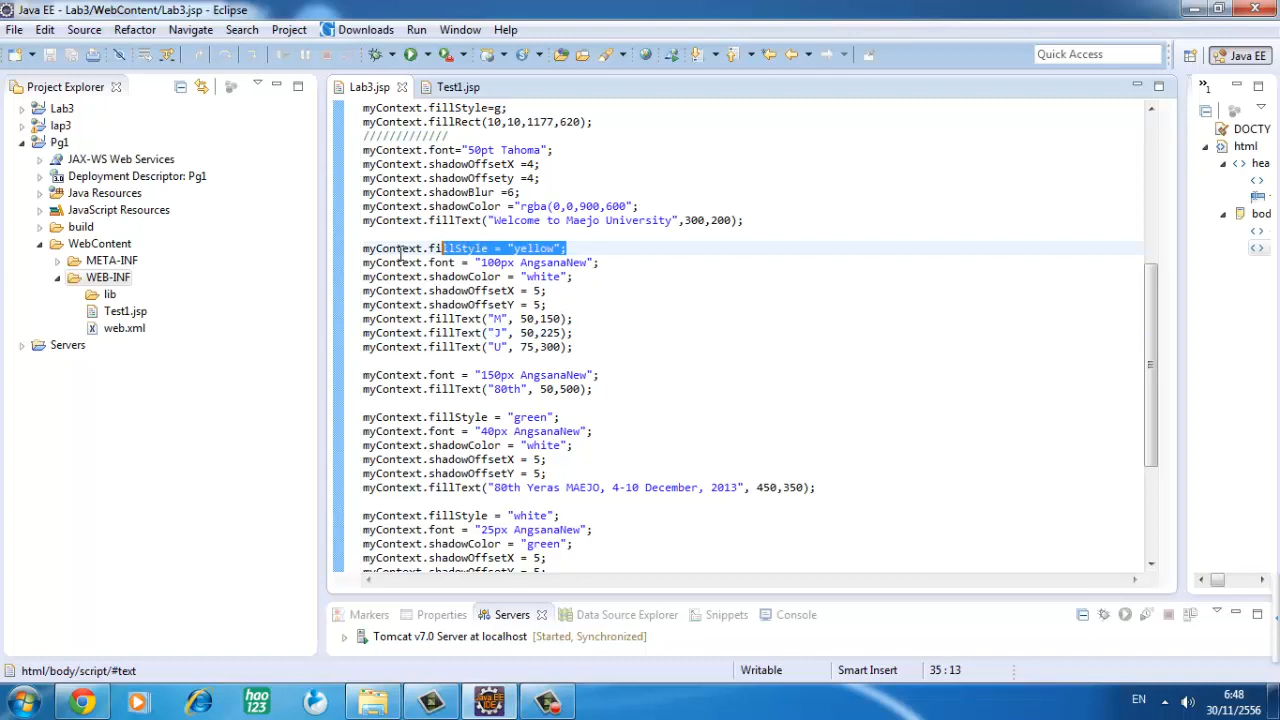 Java EE - Lab3/WebContent/Lab3.jsp - Eclipse
File Edit Source Refactor Navigate Search Project Downloads Run Window Help
Quick Access Java EE
Project Explorer
Lab3.jsp Test1.jsp
Lab3
lap3
Pg1
JAX-WS Web Services
Deployment Descriptor: Pg1
Java Resources
JavaScript Resources
build
WebContent
META-INF
WEB-INF
lib
Test1.jsp
web.xml
Servers
myContext.fillStyle=g;
myContext.fillRect(10,10,1177,620);
/////////////
myContext.font="50pt Tahoma";
myContext.shadowOffsetX =4;
myContext.shadowOffsety =4;
myContext.shadowBlur =6;
myContext.shadowColor ="rgba(0,0,900,600";
myContext.fillText("Welcome to Maejo University",300,200);
myContext.fillStyle = "yellow";
myContext.font = "100px AngsanaNew";
myContext.shadowColor = "white";
myContext.shadowOffsetX = 5;
myContext.shadowOffsetY = 5;
myContext.fillText("M", 50,150);
myContext.fillText("J", 50,225);
myContext.fillText("U", 75,300);
myContext.font = "150px AngsanaNew";
myContext.fillText("80th", 50,500);
myContext.fillStyle = "green";
myContext.font = "40px AngsanaNew";
myContext.shadowColor = "white";
myContext.shadowOffsetX = 5;
myContext.shadowOffsetY = 5;
myContext.fillText("80th Yeras MAEJO, 4-10 December, 2013", 450,350);
myContext.fillStyle = "white";
myContext.font = "25px AngsanaNew";
myContext.shadowColor = "green";
myContext.shadowOffsetX = 5;
myContext.shadowOffsetY = 5;
1
DOCTY
html
hea
bod
Markers Properties Servers Data Source Explorer Snippets Console
Tomcat v7.0 Server at localhost [Started, Synchronized]
html/body/script/#text Writable Smart Insert 35 : 13
hao
123
Java EE
IDE
EN
6:48
30/11/2556